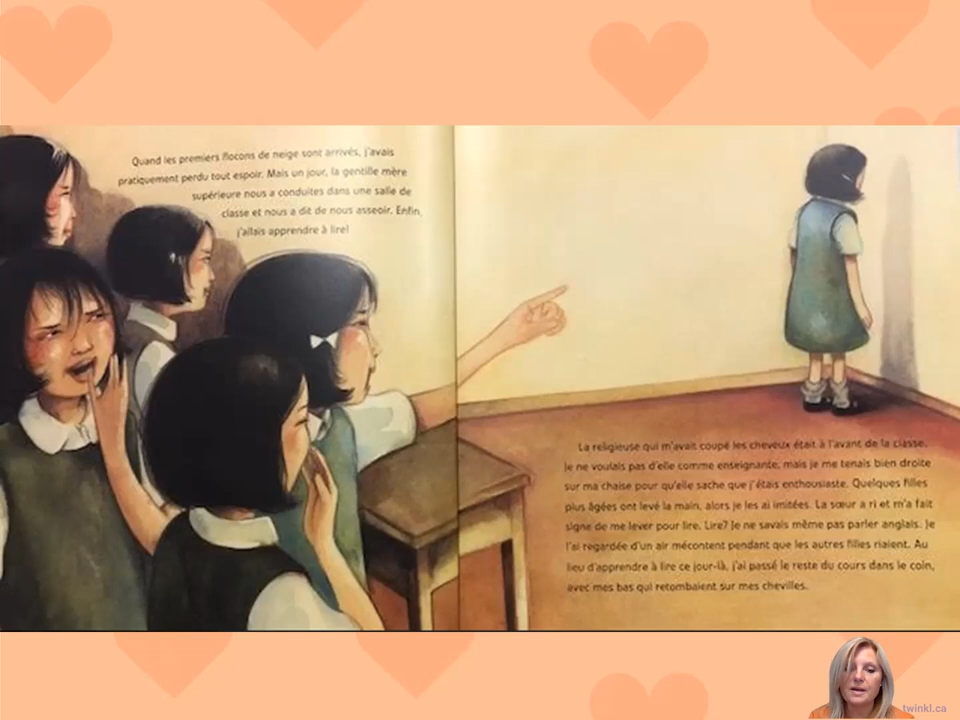 Quand les premiers flocons de neige sont arrivés, j'avais
pratiquement perdu tout espoir. Mais un jour, la gentille mère
supérieure nous a conduites dans une salle de
classe et nous a dit de nous asseoir. Enfin,
j'allais apprendre à lire!
La religieuse qui m'avait coupé les cheveux était à l'avant de la classe.
Je ne voulais pas d'elle comme enseignante, mais je me tenais bien droite
sur ma chaise pour qu'elle sache que j'étais enthousiaste. Quelques filles
plus âgées ont levé la main, alors je les ai imitées. La sœur a ri et m'a fait
signe de me lever pour lire. Lire? Je ne savais même pas parler anglais. Je
l'ai regardée d'un air mécontent pendant que les autres filles riaient. Au
lieu d'apprendre à lire ce jour-là, j'ai passé le reste du cours dans le coin,
avec mes bas qui retombaient sur mes chevilles.
twinkl.ca